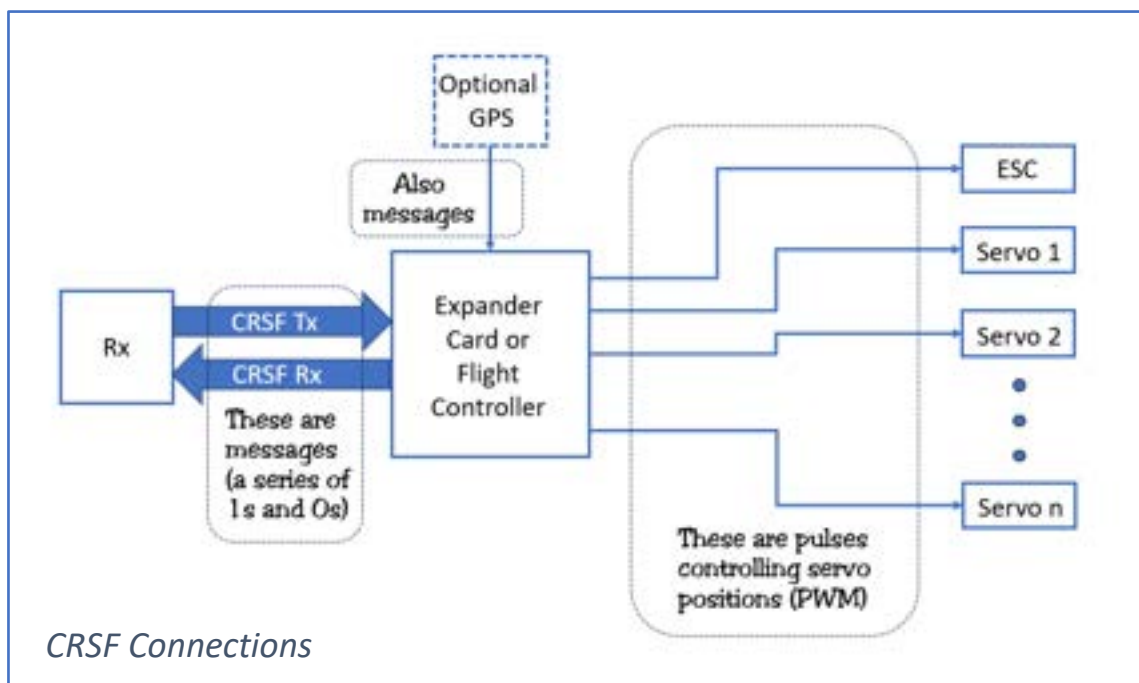 Optional
GPS
Also
messages
ESC
Servo 1
Servo 2
Servo n
Rx
CRSF Tx
CRSF Rx
Expander
Card or
Flight
Controller
These are
messages
(a series of
1s and 0s)
These are pulses
controlling servo
positions (PWM)
CRSF Connections